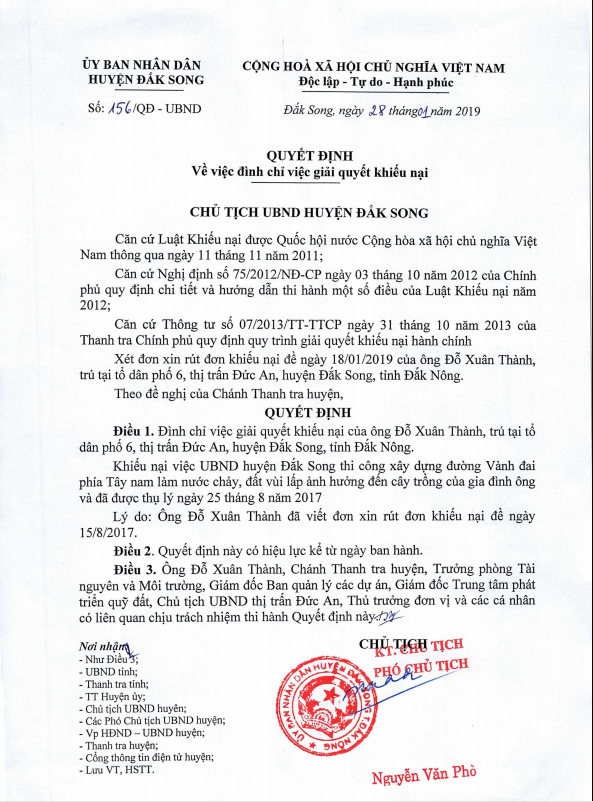 ỦY BAN NHÂN DÂN
HUYỆN ĐẮK SONG
Số: 156/QĐ - UBND
CỘNG HOÀ XÃ HỘI CHỦ NGHĨA VIỆT NAM
Độc lập - Tự do - Hạnh phúc
Đắk Song, ngày 28 tháng 01 năm 2019
QUYẾT ĐỊNH
Về việc đình chỉ việc giải quyết khiếu nại
CHỦ TỊCH UBND HUYỆN ĐẮK SONG
Căn cứ Luật Khiếu nại được Quốc hội nước Cộng hòa xã hội chủ nghĩa Việt
Nam thông qua ngày 11 tháng 11 năm 2011;
Căn cứ Nghị định số 75/2012/NĐ-CP ngày 03 tháng 10 năm 2012 của Chính
phủ quy định chi tiết và hướng dẫn thi hành một số điều của Luật Khiếu nại năm
2012;
Căn cứ Thông tư số 07/2013/TT-TTCP ngày 31 tháng 10 năm 2013 của
Thanh tra Chính phủ quy định quy trình giải quyết khiếu nại hành chính
Xét đơn xin rút đơn khiếu nại đề ngày 18/01/2019 của ông Đỗ Xuân Thành,
trú tại tổ dân phố 6, thị trấn Đức An, huyện Đắk Song, tỉnh Đắk Nông.
Theo đề nghị của Chánh Thanh tra huyện,
QUYẾT ĐỊNH
Điều 1. Đình chỉ việc giải quyết khiếu nại của ông Đỗ Xuân Thành, trú tại tổ
dân phố 6, thị trấn Đức An, huyện Đắk Song, tỉnh Đắk Nông.
Khiếu nại việc UBND huyện Đắk Song thi công xây dựng đường Vành đai
phía Tây nam làm nước chảy, đất vùi lấp ảnh hưởng đến cây trồng của gia đình ông
và đã được thụ lý ngày 25 tháng 8 năm 2017
Lý do: Ông Đỗ Xuân Thành đã viết đơn xin rút đơn khiếu nại đề ngày
15/8/2017.
Điều 2. Quyết định này có hiệu lực kể từ ngày ban hành.
Điều 3. Ông Đỗ Xuân Thành, Chánh Thanh tra huyện, Trưởng phòng Tài
nguyên và Môi trường, Giám đốc Ban quản lý các dự án, Giám đốc Trung tâm phát
triển quỹ đất, Chủ tịch UBND thị trấn Đức An, Thủ trưởng đơn vị và các cá nhân
có liên quan chịu trách nhiệm thi hành Quyết định này.
Nơi nhận:
- Như Điều 3;
- UBND tỉnh;
- Thanh tra tỉnh;
- TT Huyện ủy;
- Chủ tịch UBND huyên;
- Các Phó Chủ tịch UBND huyện;
- Vp HĐND – UBND huyện;
- Thanh tra huyện;
- Cổng thông tin điện tử huyện;
- Lưu VT, HSTT.
CHỦ TỊCH
KT. CHỦ TỊCH
PHÓ CHỦ TỊCH
ỦY BAN NHÂN DÂN HUYỆN ĐẮK SONG T. ĐẮK NÔNG
Nguyễn Văn Phò